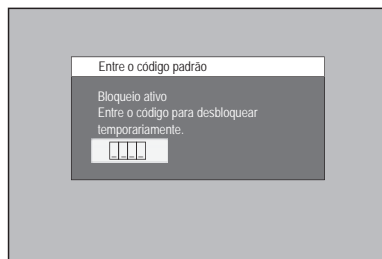 Entre o código padrão
Bloqueio ativo
Entre o código para desbloquear
temporariamente.
_ _ _ _